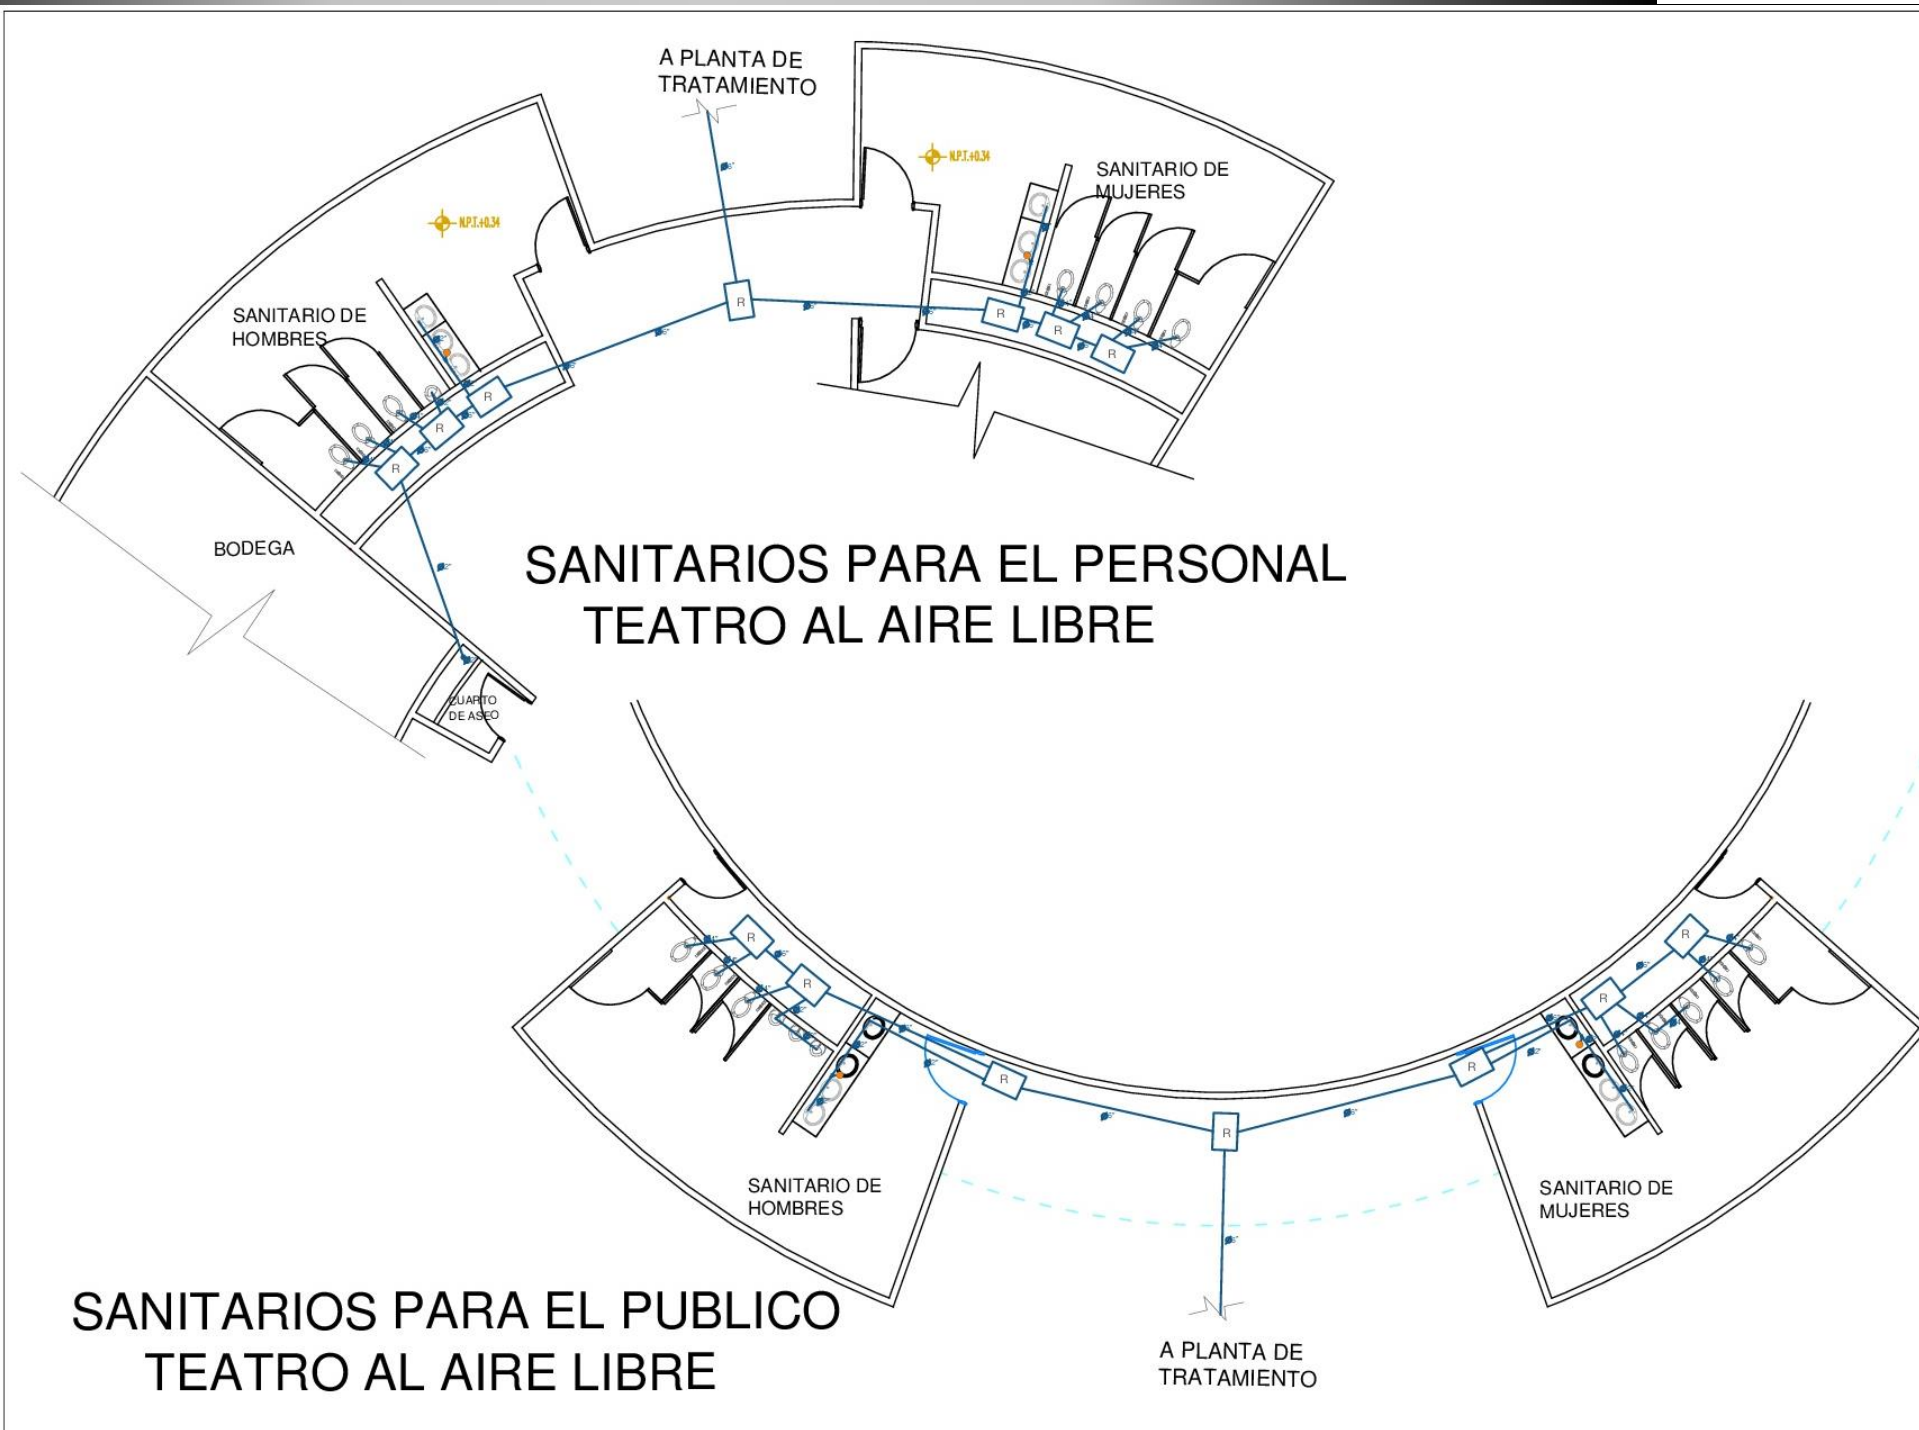 A PLANTA DE
TRATAMIENTO
N.P.T.+0.34
SANITARIO DE
MUJERES
N.P.T.+0.34
SANITARIO DE
HOMBRES
R
R
R
R
R
R
R
BODEGA
SANITARIOS PARA EL PERSONAL
TEATRO AL AIRE LIBRE
CUARTO
DE ASEO
R
R
R
R
R
R
R
SANITARIO DE
HOMBRES
SANITARIO DE
MUJERES
SANITARIOS PARA EL PUBLICO
TEATRO AL AIRE LIBRE
A PLANTA DE
TRATAMIENTO